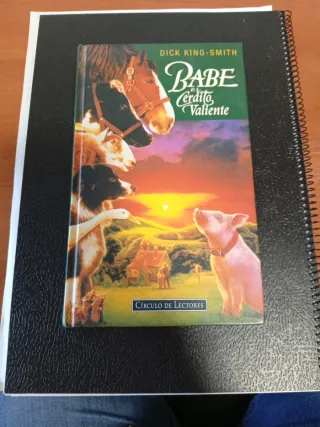 DICK KING-SMITH
BABE
el
Cerdito
Valiente
CÍRCULO DE LECTORES